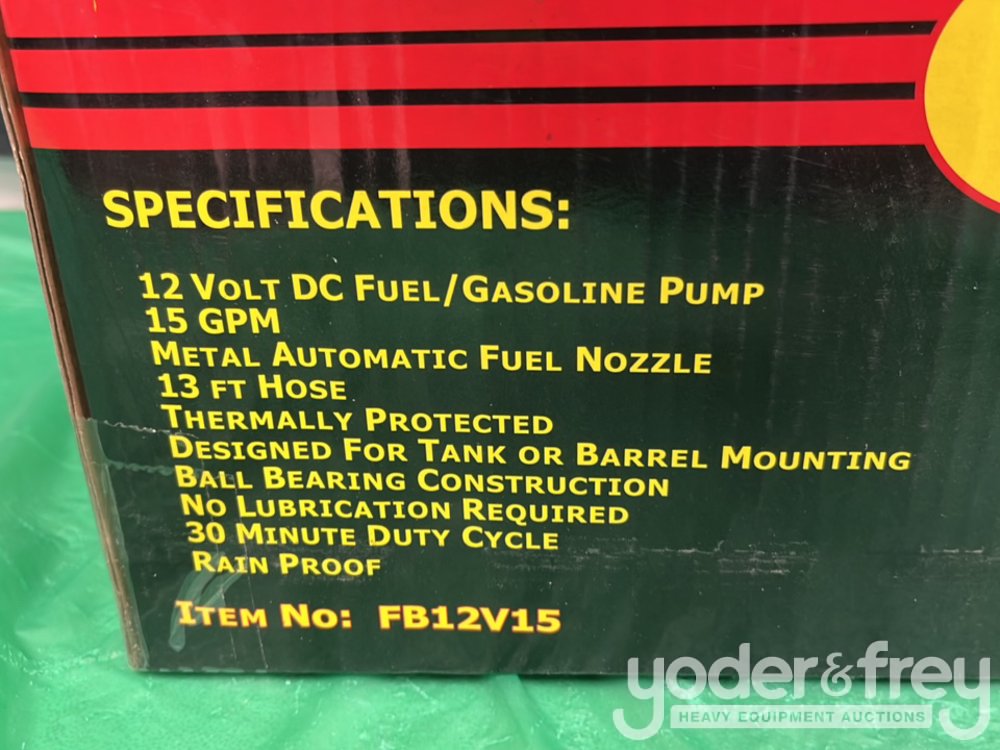 SPECIFICATIONS:
12 VOLT DC FUEL/GASOLINE PUMP
15 GPM
METAL AUTOMATIC FUEL NOZZLE
13 FT HOSE
THERMALLY PROTECTED
DESIGNED FOR TANK OR BARREL MOUNTING
BALL BEARING CONSTRUCTION
NO LUBRICATION REQUIRED
30 MINUTE DUTY CYCLE
RAIN PROOF
ITEM NO: FB12V15
yoder&frey
HEAVY EQUIPMENT AUCTIONS